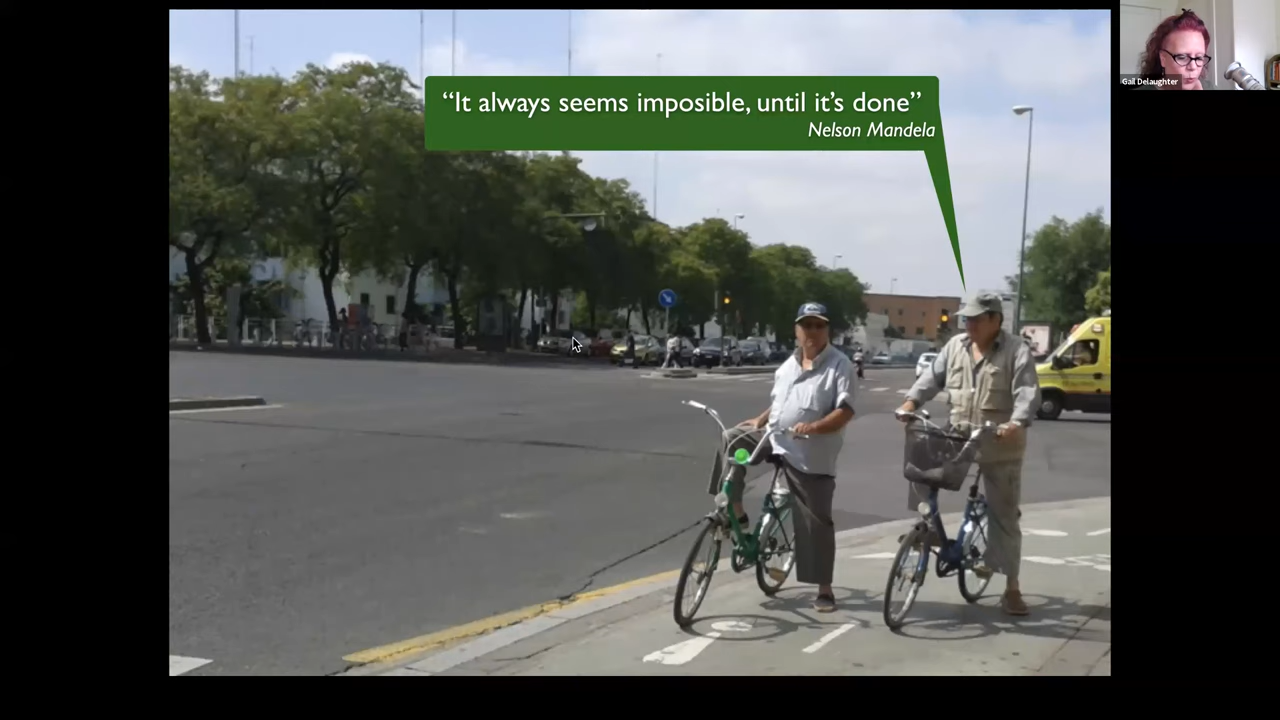 “It always seems imposible, until it’s done”
Nelson Mandela
Gail Delaughter